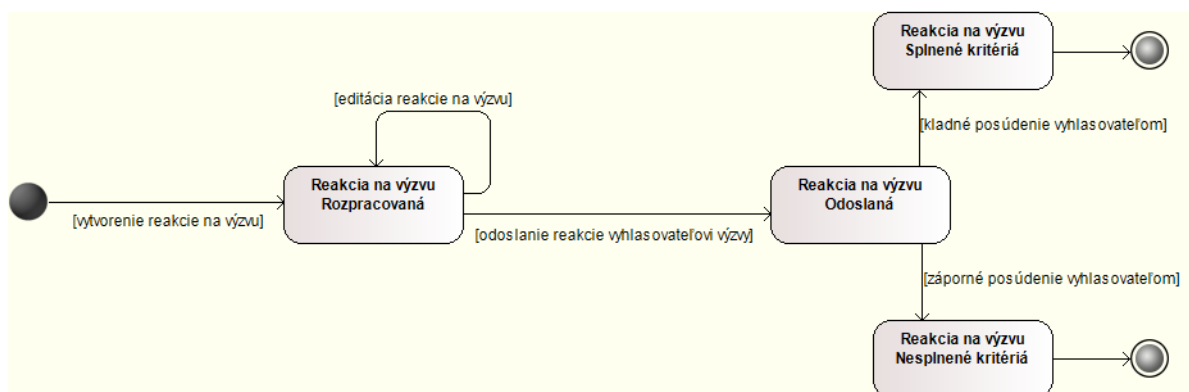 Reakcia na výzvu
Splnené kritériá
[editácia reakcie na výzvu]
[kladné posúdenie vyhlasovateľom]
Reakcia na výzvu
Rozpracovaná
Reakcia na výzvu
Odoslaná
[vytvorenie reakcie na výzvu]
[odoslanie reakcie vyhlasovateľovi výzvy]
[záporné posúdenie vyhlasovateľom]
Reakcia na výzvu
Nesplnené kritériá